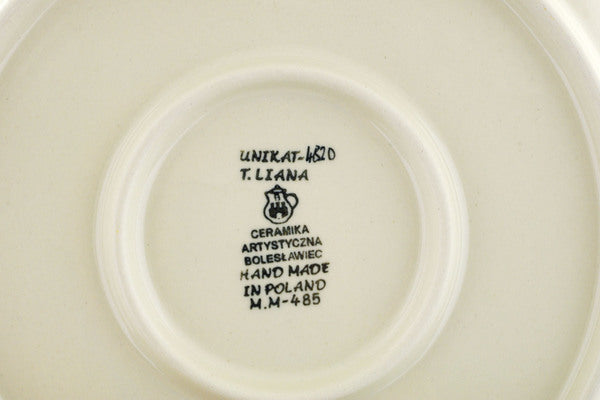 UNIKAT-4820
T. LIANA
CERAMIKA
ARTYSTYCZNA
BOLESŁAWIEC
HAND MADE
IN POLAND
M.M-485